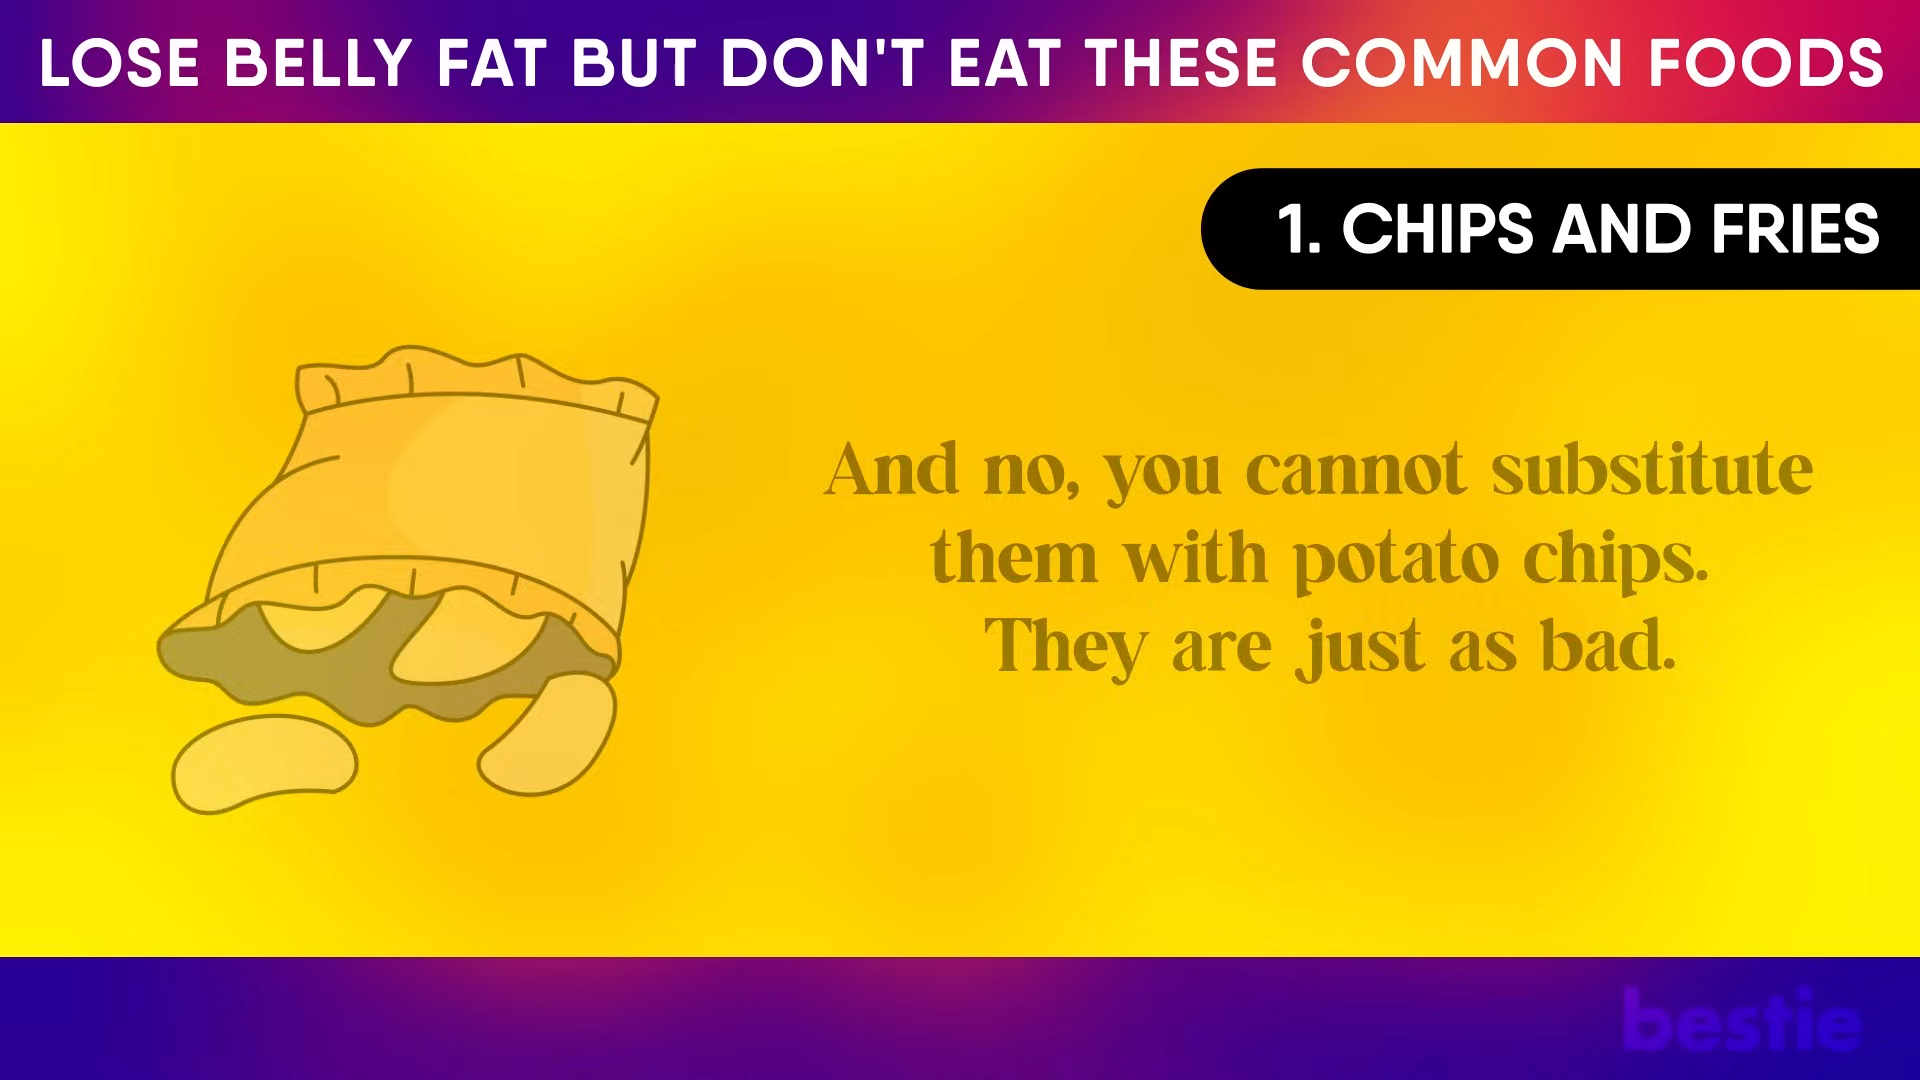 LOSE BELLY FAT BUT DON'T EAT THESE COMMON FOODS
1. CHIPS AND FRIES
And no, you cannot substitute
them with potato chips.
They are just as bad.
bestie